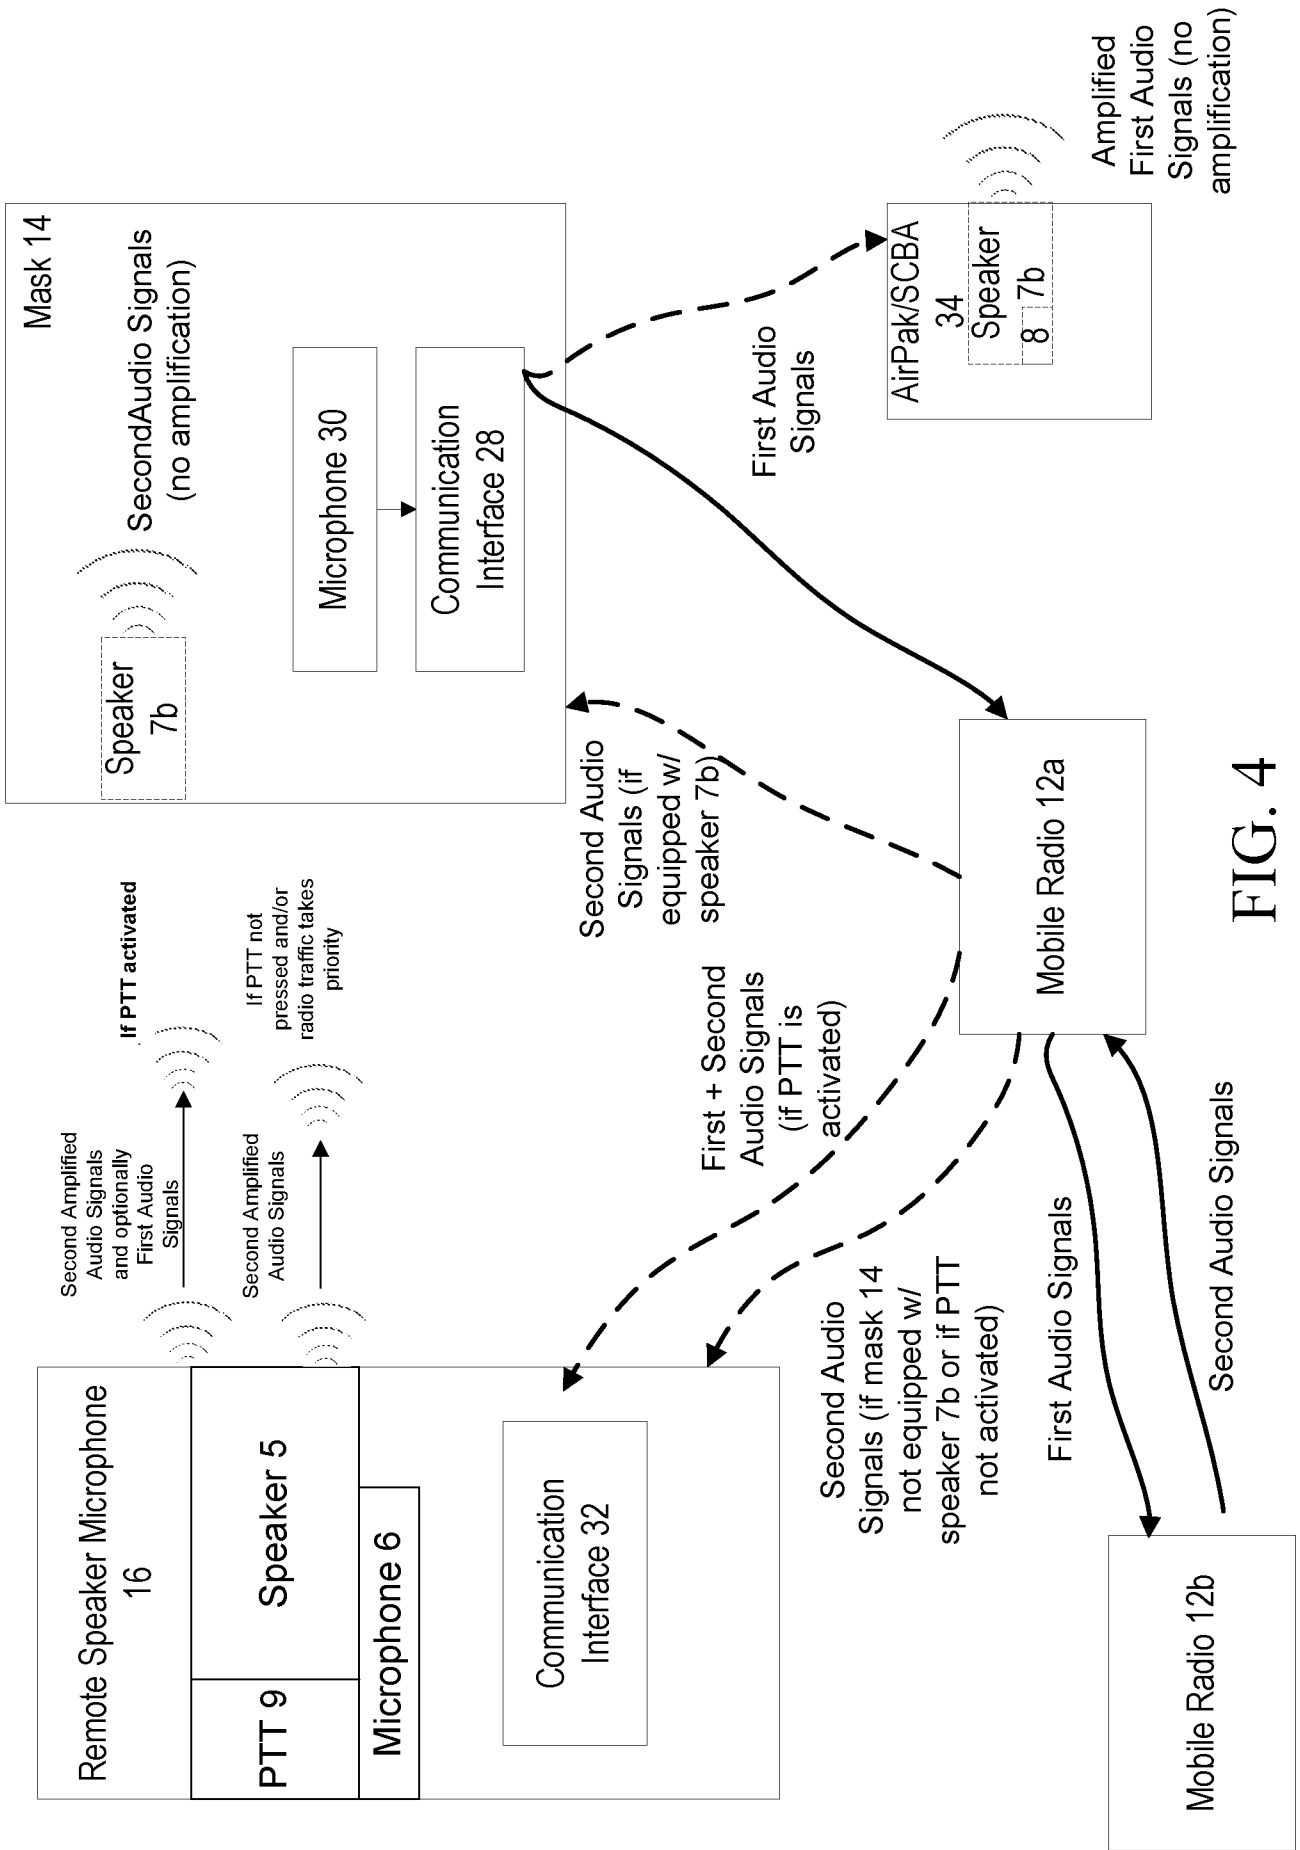 Remote Speaker Microphone
16
PTT 9
Speaker 5
Microphone 6
Communication
Interface 32
Second Amplified
Audio Signals
and optionally
First Audio
Signals
If PTT activated
Second Amplified
Audio Signals
If PTT not
pressed and/or
radio traffic takes
priority
Mask 14
Speaker
7b
SecondAudio Signals
(no amplification)
Microphone 30
Communication
Interface 28
First + Second
Audio Signals
(if PTT is
activated)
Second Audio
Signals (if
equipped w/
speaker 7b)
First Audio
Signals
Second Audio
Signals (if mask 14
not equipped w/
speaker 7b or if PTT
not activated)
AirPak/SCBA
34
Speaker
8 7b
Amplified
First Audio
Signals (no
amplification)
First Audio Signals
Mobile Radio 12a
Second Audio Signals
Mobile Radio 12b
FIG. 4